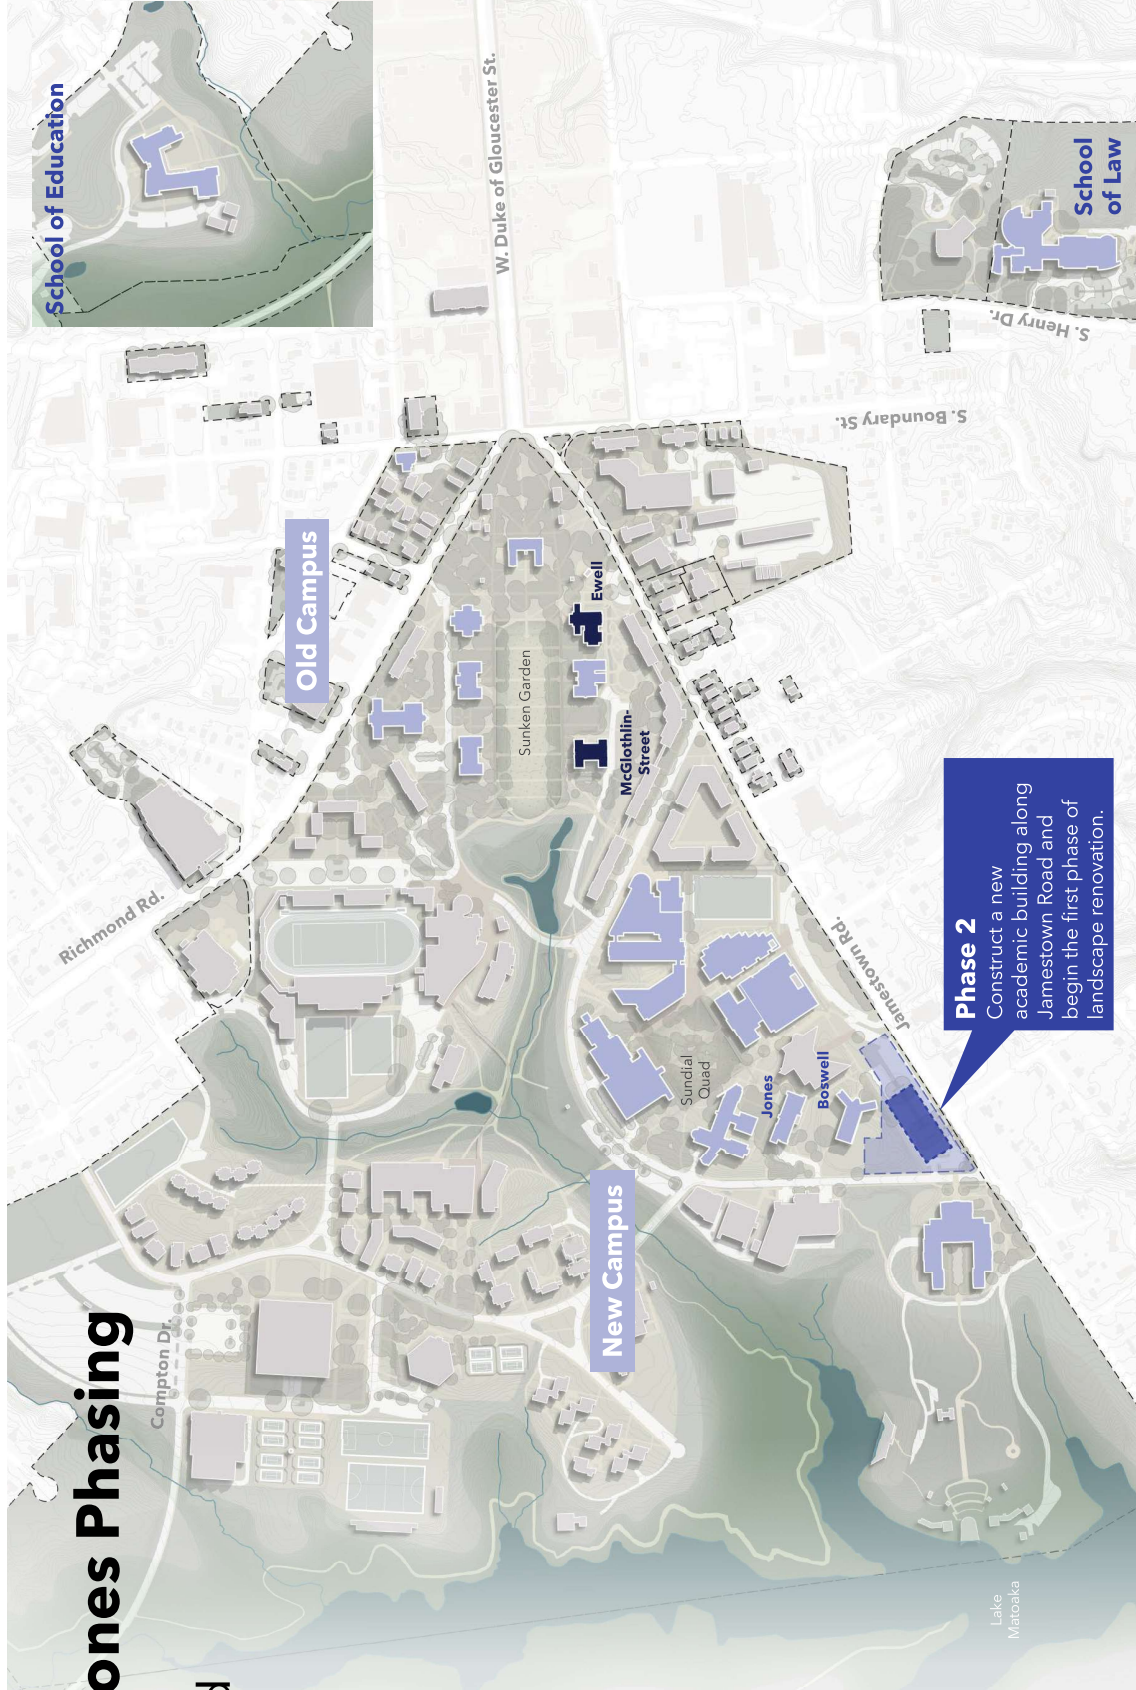 ones Phasing
d
School of Education
W. Duke of Gloucester St.
School
of Law
S. Henry Dr.
S. Boundary St.
Old Campus
Ewell
Sunken Garden
McGlothlin-
Street
Richmond Rd.
Jamestown Rd.
Phase 2
Construct a new
academic building along
Jamestown Road and
begin the first phase of
landscape renovation.
Sundial
Quad
Jones
Boswell
New Campus
Compton Dr.
Lake
Matoaka